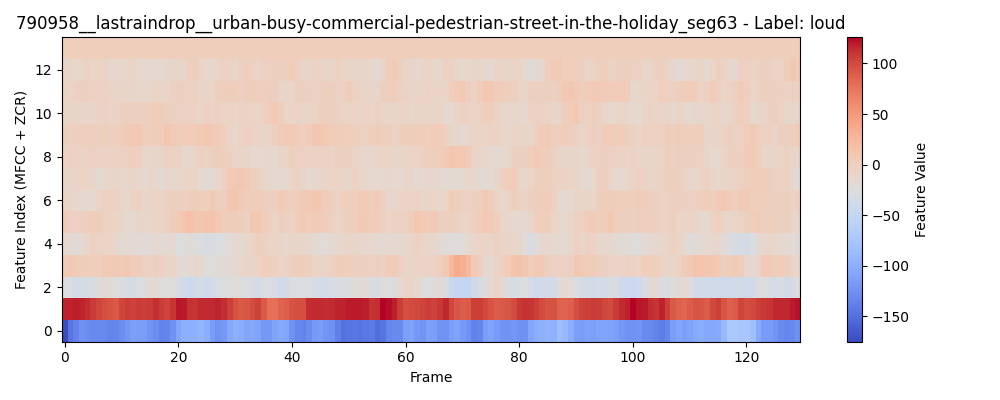 790958__lastraindrop__urban-busy-commercial-pedestrian-street-in-the-holiday_seg63 - Label: loud
Feature Index (MFCC + ZCR)
12
10
8
6
4
2
0
0 20 40 60 80 100 120
Frame
100
50
0
−50
−100
−150
Feature Value